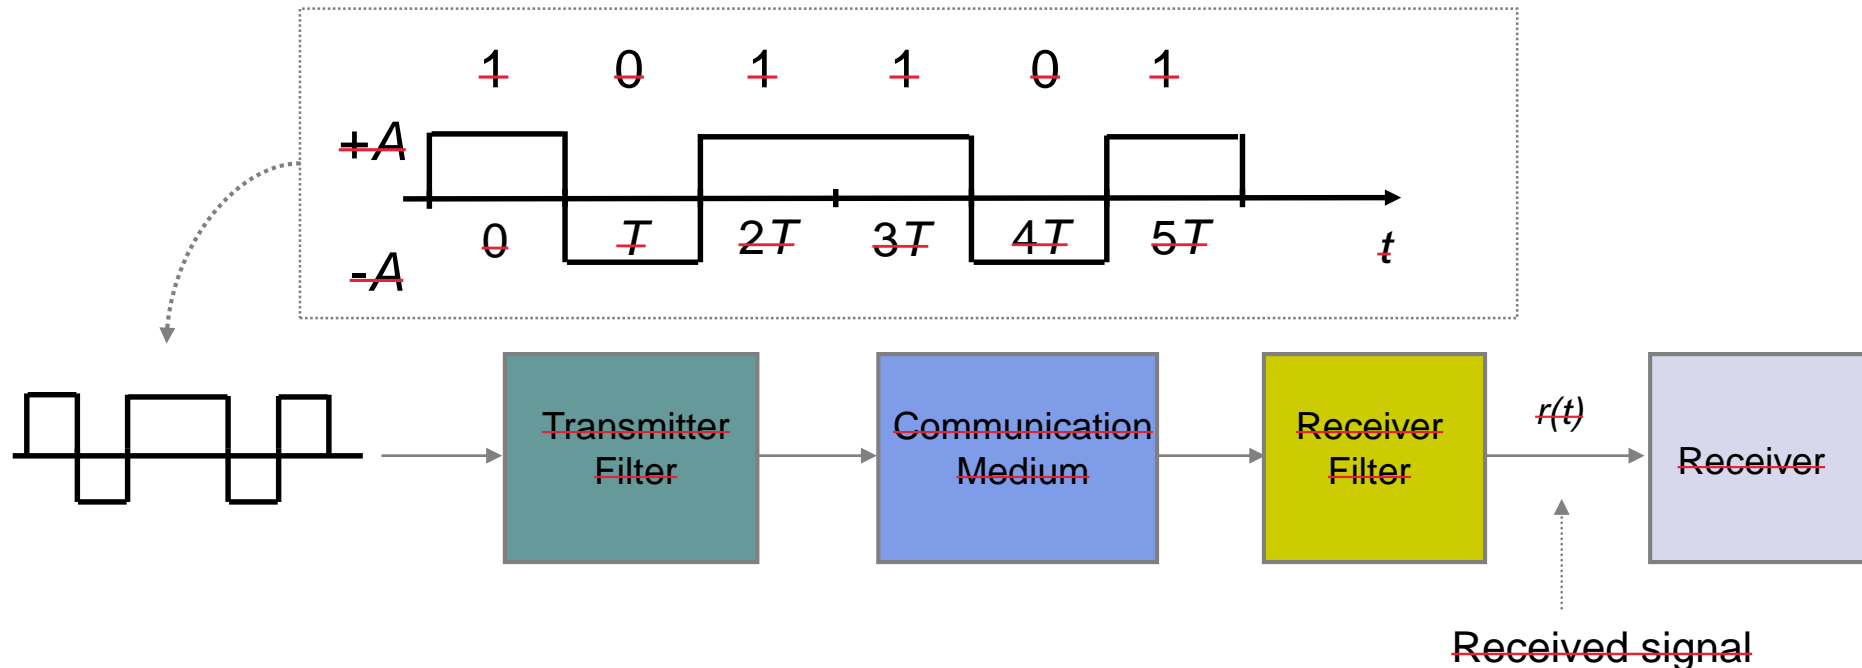 1 0 1 1 0 1
+A
0 T 2T 3T 4T 5T t
-A
Transmitter
Filter
Communication
Medium
Receiver
Filter
r(t)
Receiver
Received signal